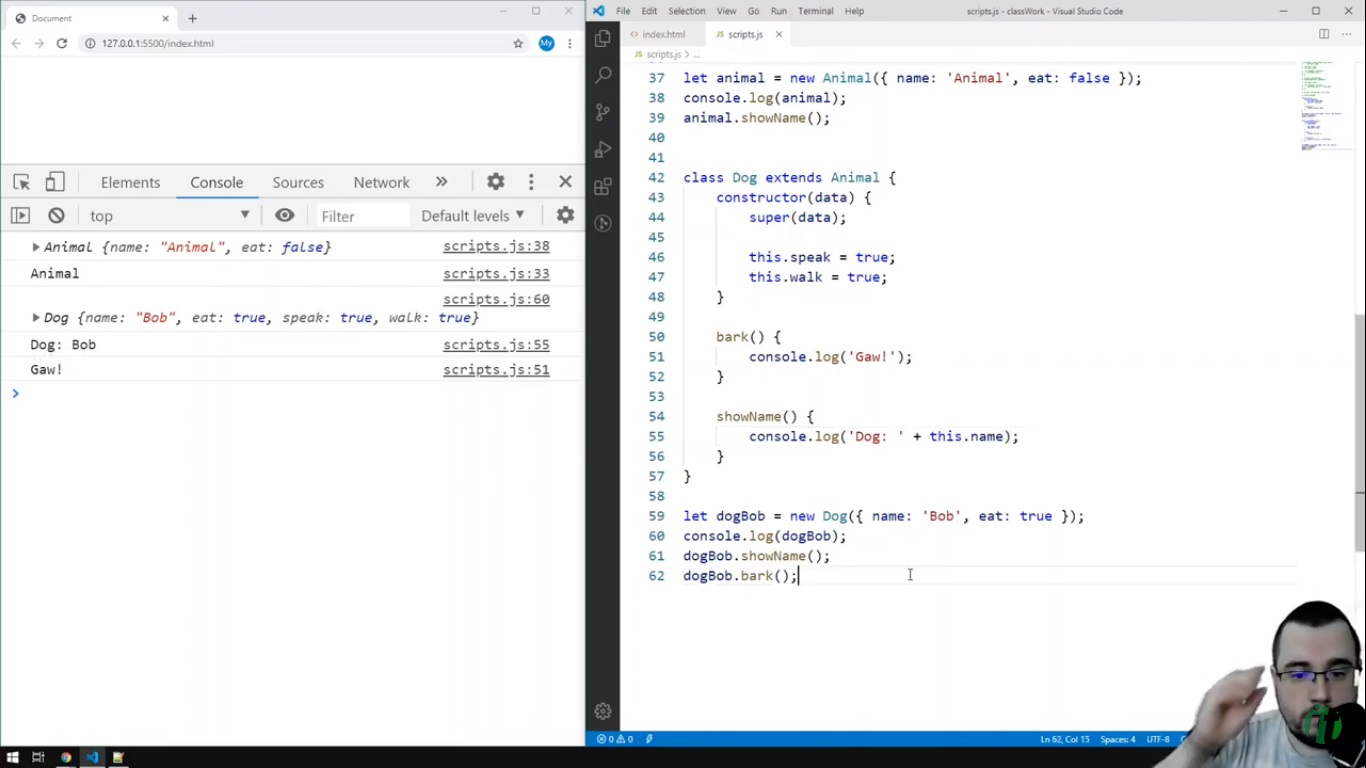 Document
127.0.0.1:5500/index.html
My
Elements Console Sources Network »
top Filter Default levels
Animal {name: "Animal", eat: false} scripts.js:38
Animal scripts.js:33
scripts.js:60
Dog {name: "Bob", eat: true, speak: true, walk: true}
Dog: Bob scripts.js:55
Gaw! scripts.js:51
File Edit Selection View Go Run Terminal Help scripts.js - classWork - Visual Studio Code
index.html scripts.js
scripts.js > ...
37 let animal = new Animal({ name: 'Animal', eat: false });
38 console.log(animal);
39 animal.showName();
40
41
42 class Dog extends Animal {
43 constructor(data) {
44 super(data);
45
46 this.speak = true;
47 this.walk = true;
48 }
49
50 bark() {
51 console.log('Gaw!');
52 }
53
54 showName() {
55 console.log('Dog: ' + this.name);
56 }
57 }
58
59 let dogBob = new Dog({ name: 'Bob', eat: true });
60 console.log(dogBob);
61 dogBob.showName();
62 dogBob.bark();
0 0 Ln 62, Col 15 Spaces: 4 UTF-8